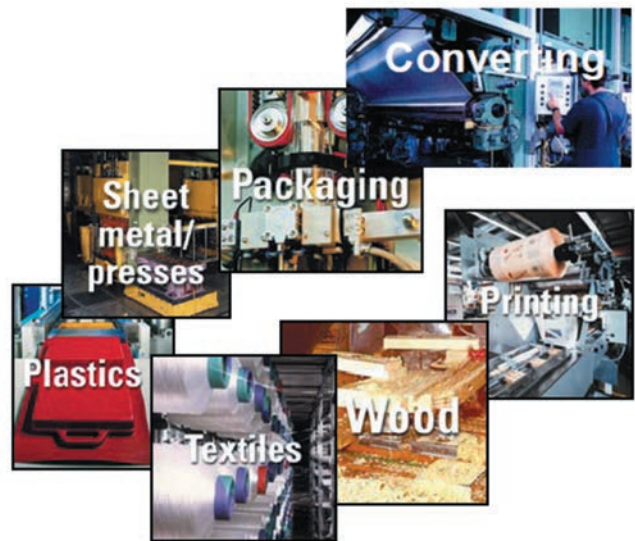 Converting
Packaging
Sheet
metal/
presses
Printing
Plastics
Wood
Textiles